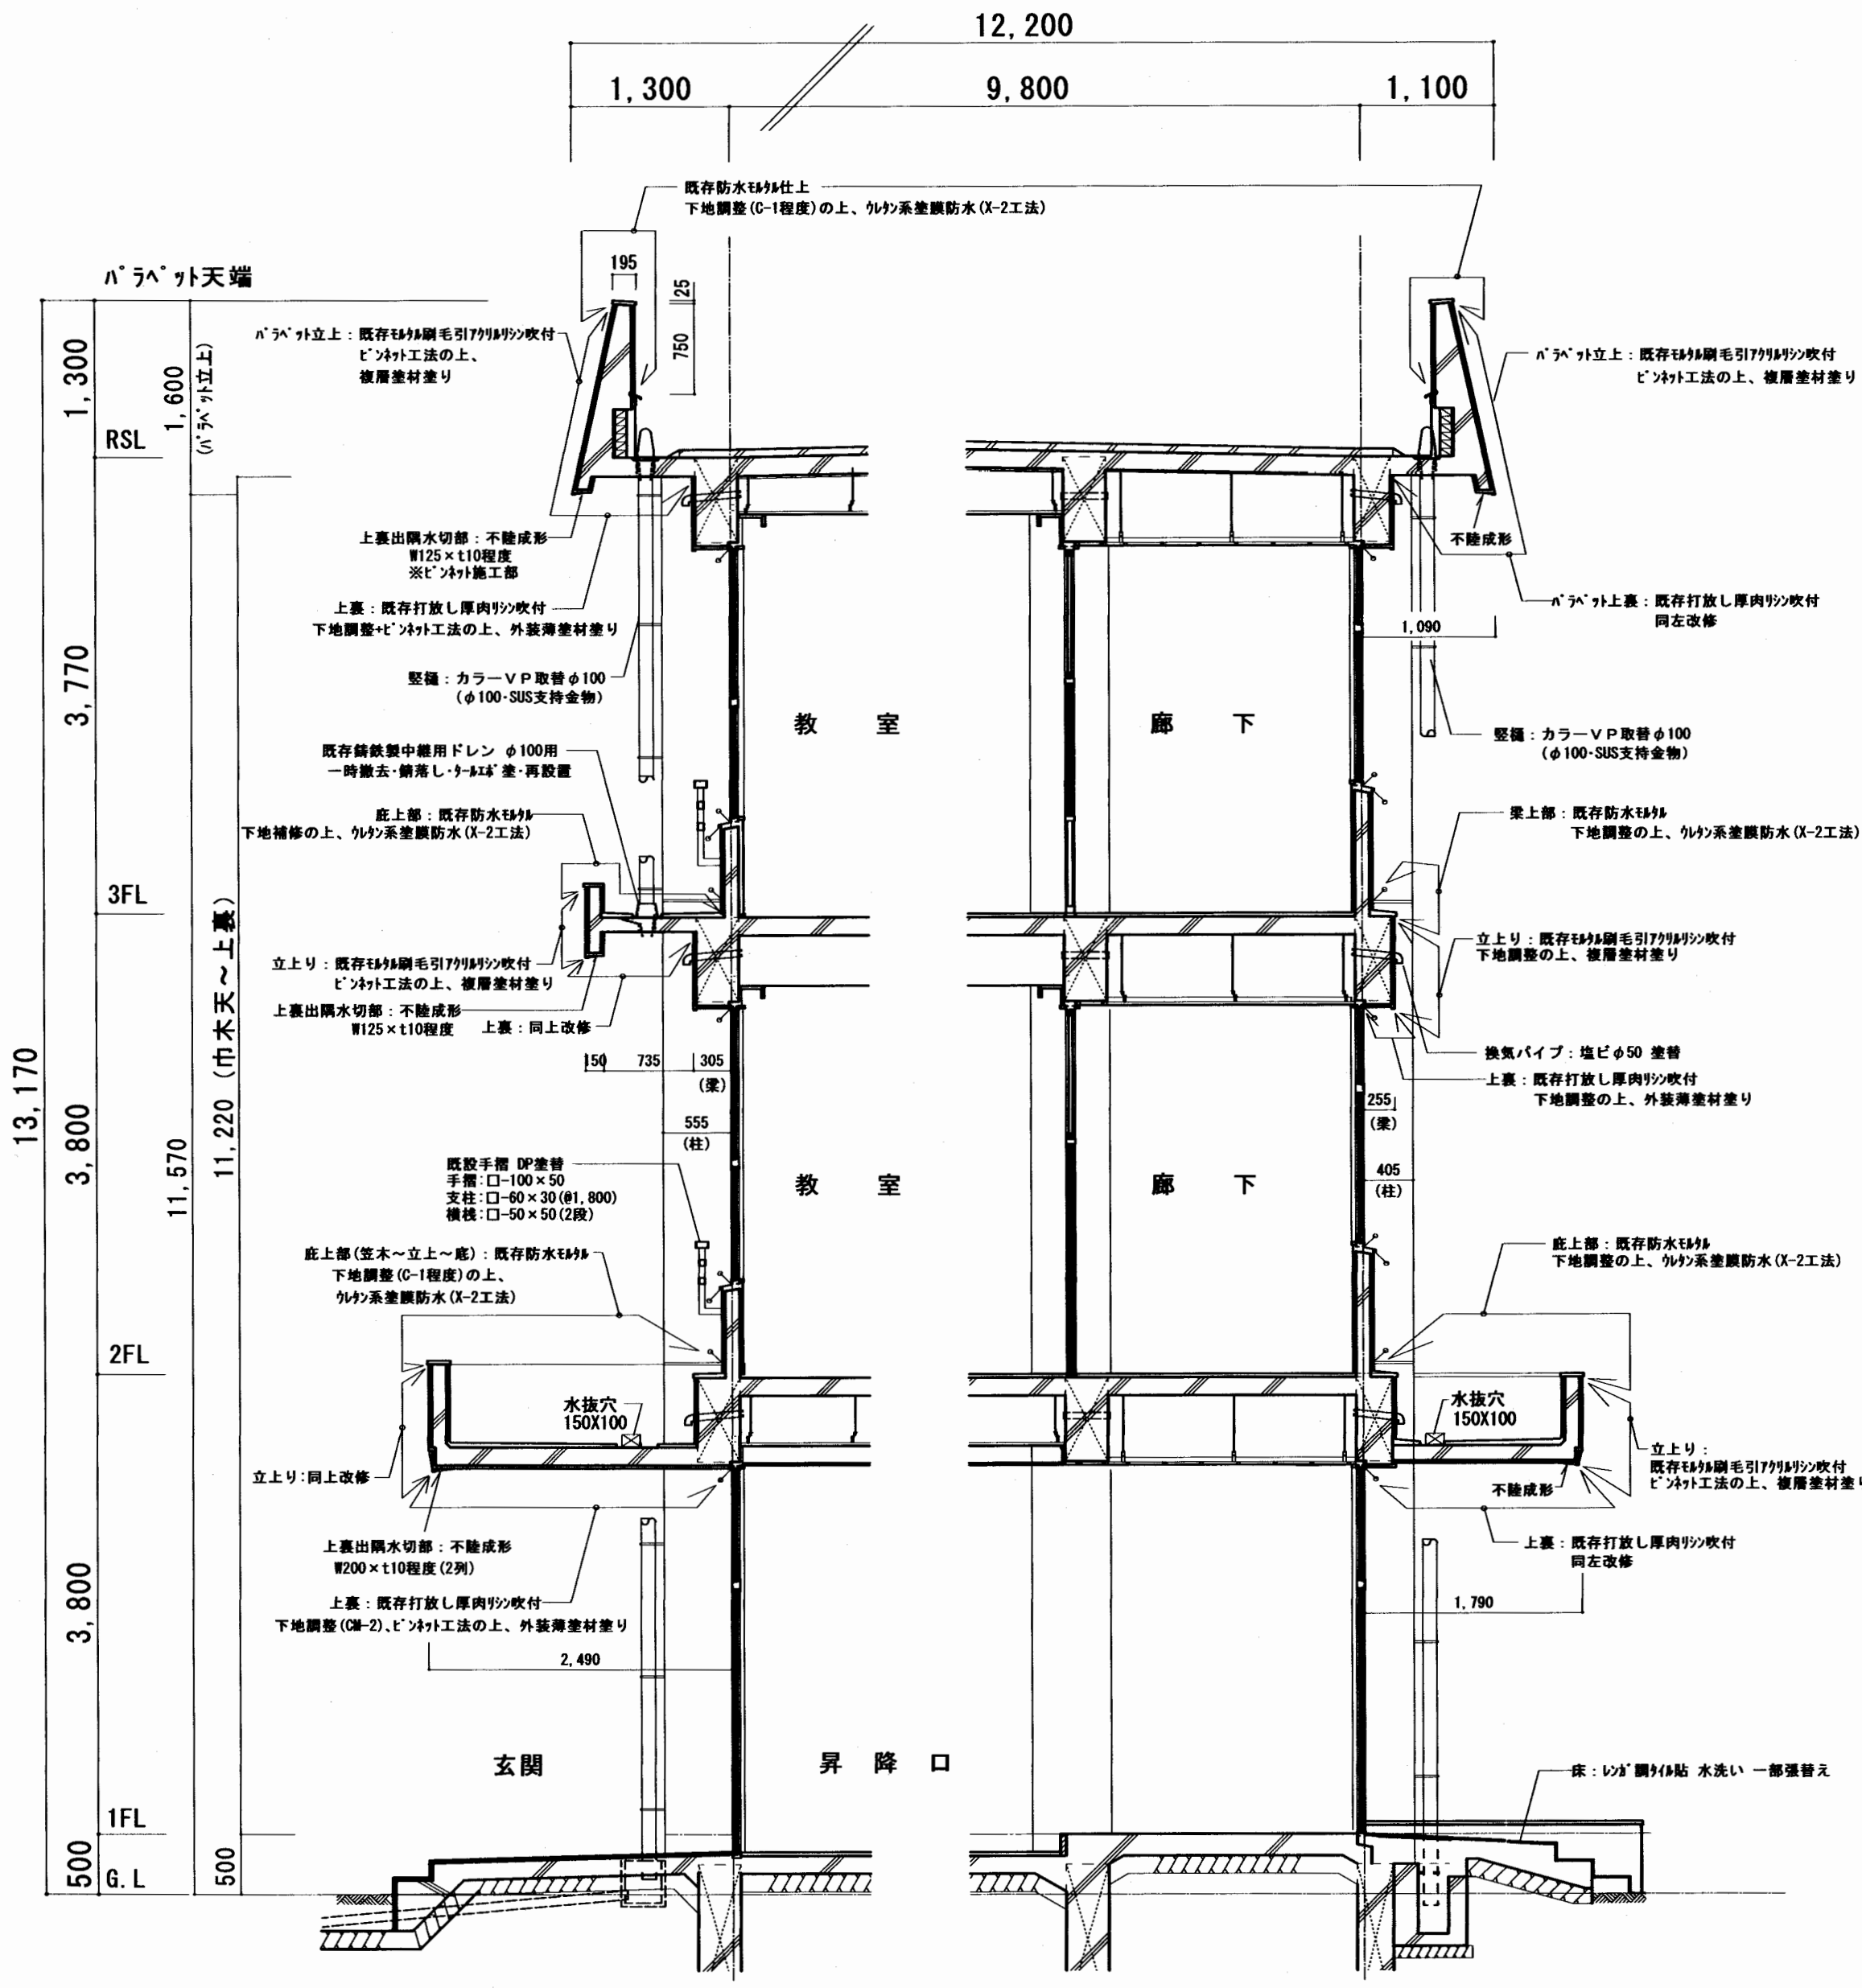 12,200
1,300
9,800
1,100
既存防水モルタル仕上
下地調整(C-1程度)の上、ウレタン系塗膜防水(X-2工法)
195
25
750
パラペット天端
パラペット立上：既存モルタル刷毛引アクリルリシン吹付
ピンネット工法の上、
複層塗材塗り
パラペット立上：既存モルタル刷毛引アクリルリシン吹付
ピンネット工法の上、複層塗材塗り
1,300
1,600
(パラペット立上)
RSL
上裏出隅水切部：不陸成形
W125×t10程度
※ピンネット施工部
不陸成形
上裏：既存打放し厚肉リシン吹付
下地調整+ピンネット工法の上、外装薄塗材塗り
パラペット上裏：既存打放し厚肉リシン吹付
同左改修
1,090
3,770
竪樋：カラーVP取替φ100
(φ100・SUS支持金物)
教室
廊下
竪樋：カラーVP取替φ100
(φ100・SUS支持金物)
既存鋳鉄製中継用ドレン φ100用
一時撤去・錆落し・タールエポ塗・再設置
庇上部：既存防水モルタル
下地補修の上、ウレタン系塗膜防水(X-2工法)
梁上部：既存防水モルタル
下地調整の上、ウレタン系塗膜防水(X-2工法)
3FL
立上り：既存モルタル刷毛引アクリルリシン吹付
ピンネット工法の上、複層塗材塗り
立上り：既存モルタル刷毛引アクリルリシン吹付
下地調整の上、複層塗材塗り
上裏出隅水切部：不陸成形
W125×t10程度
上裏：同上改修
換気パイプ：塩ビφ50 塗替
上裏：既存打放し厚肉リシン吹付
下地調整の上、外装薄塗材塗り
150
735
305
(梁)
555
(柱)
255
(梁)
405
(柱)
13,170
3,800
11,570
11,220 (巾木天～上裏)
既設手摺 DP塗替
手摺：□-100×50
支柱：□-60×30(@1,800)
横桟：□-50×50(2段)
教室
廊下
庇上部(笠木～立上～底)：既存防水モルタル
下地調整(C-1程度)の上、
ウレタン系塗膜防水(X-2工法)
庇上部：既存防水モルタル
下地調整の上、ウレタン系塗膜防水(X-2工法)
2FL
水抜穴
150X100
水抜穴
150X100
立上り：同上改修
立上り：
既存モルタル刷毛引アクリルリシン吹付
ピンネット工法の上、複層塗材塗
不陸成形
上裏出隅水切部：不陸成形
W200×t10程度(2列)
上裏：既存打放し厚肉リシン吹付
同左改修
上裏：既存打放し厚肉リシン吹付
下地調整(CM-2)、ピンネット工法の上、外装薄塗材塗り
2,490
1,790
3,800
玄関
昇降口
床：レンガ調タイル貼 水洗い 一部張替え
1FL
500
G.L
500